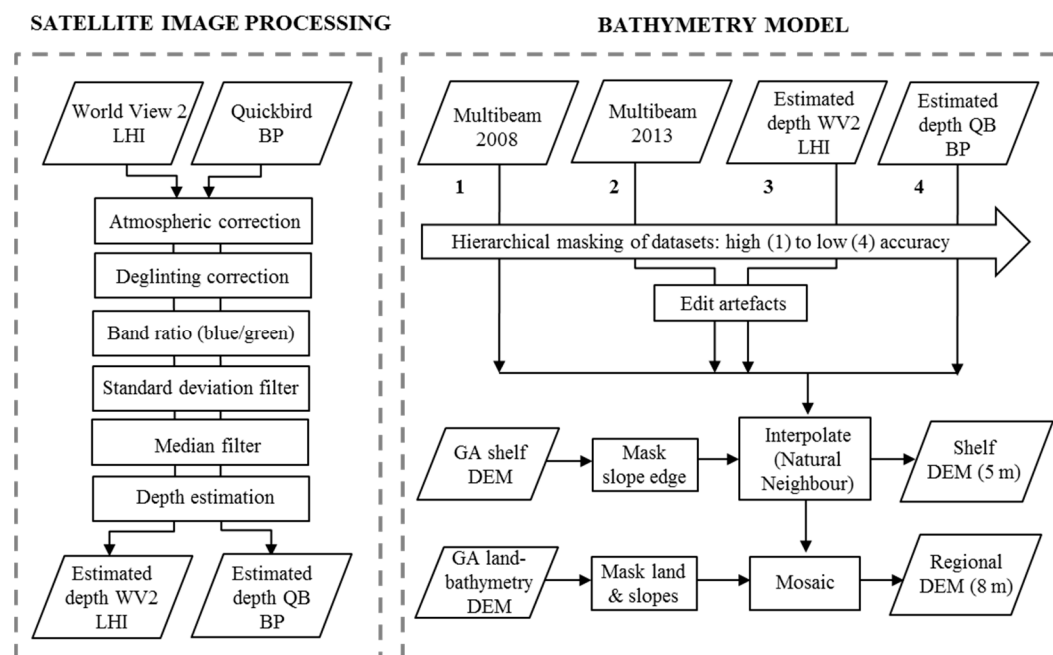 SATELLITE IMAGE PROCESSING
World View 2
LHI
Quickbird
BP
Atmospheric correction
Deglinting correction
Band ratio (blue/green)
Standard deviation filter
Median filter
Depth estimation
Estimated
depth WV2
LHI
Estimated
depth QB
BP
BATHYMETRY MODEL
Multibeam
2008
Multibeam
2013
Estimated
depth WV2
LHI
Estimated
depth QB
BP
1
2
3
4
Hierarchical masking of datasets: high (1) to low (4) accuracy
Edit artefacts
GA shelf
DEM
Mask
slope edge
Interpolate
(Natural
Neighbour)
Shelf
DEM (5 m)
GA land-
bathymetry
DEM
Mask land
& slopes
Mosaic
Regional
DEM (8 m)